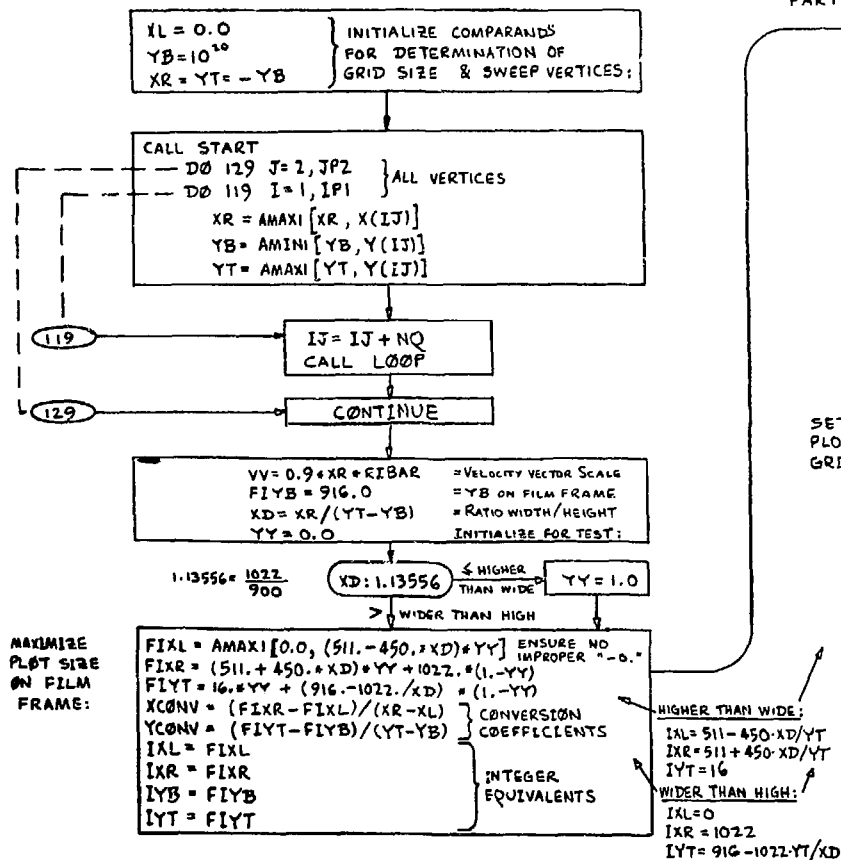 PART
XL = 0.0
YB = 10²⁰
XR = YT = - YB
INITIALIZE COMPARANDS
FOR DETERMINATION OF
GRID SIZE & SWEEP VERTICES:
CALL START
DØ 129 J = 2, JP2
DØ 119 I = 1, IP1
ALL VERTICES
XR = AMAX1 [XR, X(IJ)]
YB = AMIN1 [YB, Y(IJ)]
YT = AMAX1 [YT, Y(IJ)]
119
IJ = IJ + NQ
CALL LØØP
129
CØNTINUE
SET
PLO
GRI
VV = 0.9 * XR * RIBAR = VELOCITY VECTOR SCALE
FIYB = 916.0 = YB ON FILM FRAME
XD = XR/(YT-YB) = RATIO WIDTH/HEIGHT
YY = 0.0 INITIALIZE FOR TEST:
1.13556 = 1022/900
XD : 1.13556
≤ HIGHER
THAN WIDE
YY = 1.0
> WIDER THAN HIGH
MAXIMIZE
PLØT SIZE
ØN FILM
FRAME:
FIXL = AMAX1 [0.0, (511.-450.*XD)*YY] ENSURE NO
IMPROPER "-0."
FIXR = (511.+450.*XD)*YY+1022.*(1.-YY)
FIYT = 16.*YY + (916.-1022./XD) * (1.-YY)
XCØNV = (FIXR-FIXL)/(XR-XL)
YCØNV = (FIYT-FIYB)/(YT-YB)
CØNVERSIØN
CØEFFICIENTS
IXL = FIXL
IXR = FIXR
IYB = FIYB
IYT = FIYT
INTEGER
EQUIVALENTS
HIGHER THAN WIDE:
IXL = 511-450·XD/YT
IXR = 511+450·XD/YT
IYT = 16
WIDER THAN HIGH:
IXL = 0
IXR = 1022
IYT = 916-1022·YT/XD